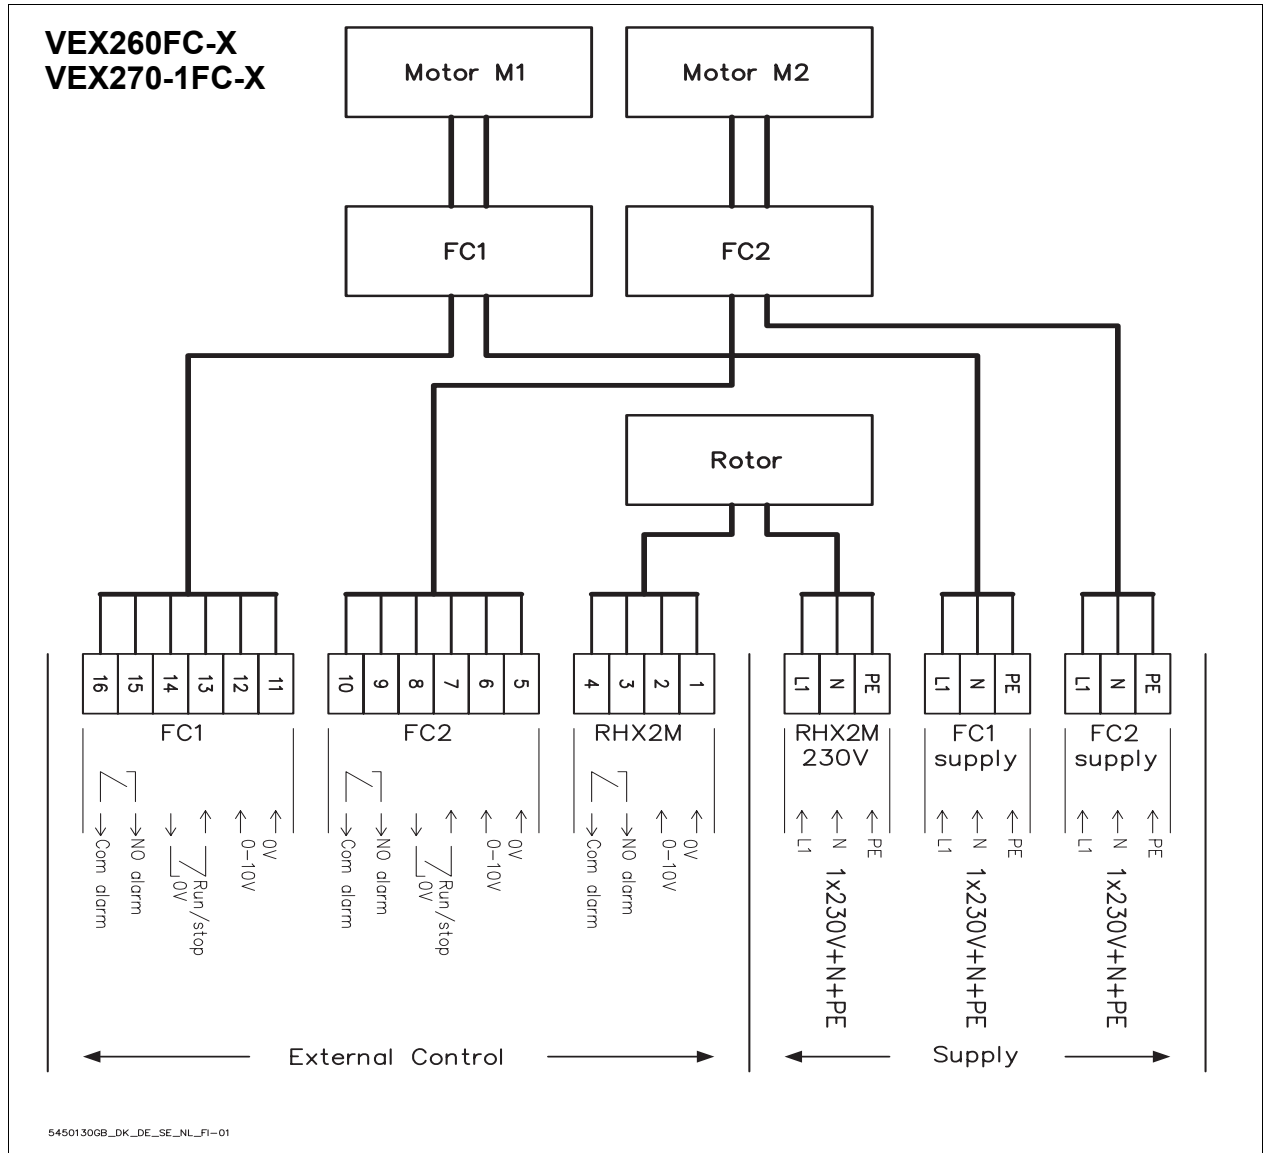 VEX260FC-X
VEX270-1FC-X
Motor M1
Motor M2
FC1
FC2
Rotor
16 15 14 13 12 11
10 9 8 7 6 5
4 3 2 1
L1 N PE
L1 N PE
L1 N PE
FC1
FC2
RHX2M
RHX2M
230V
FC1
supply
FC2
supply
Com alarm
NO alarm
0V
Run/stop
0-10V
0V
Com alarm
NO alarm
0V
Run/stop
0-10V
0V
Com alarm
NO alarm
0-10V
0V
L1
N
PE
1x230V+N+PE
L1
N
PE
1x230V+N+PE
L1
N
PE
1x230V+N+PE
External Control
Supply
5450130GB_DK_DE_SE_NL_FI-01